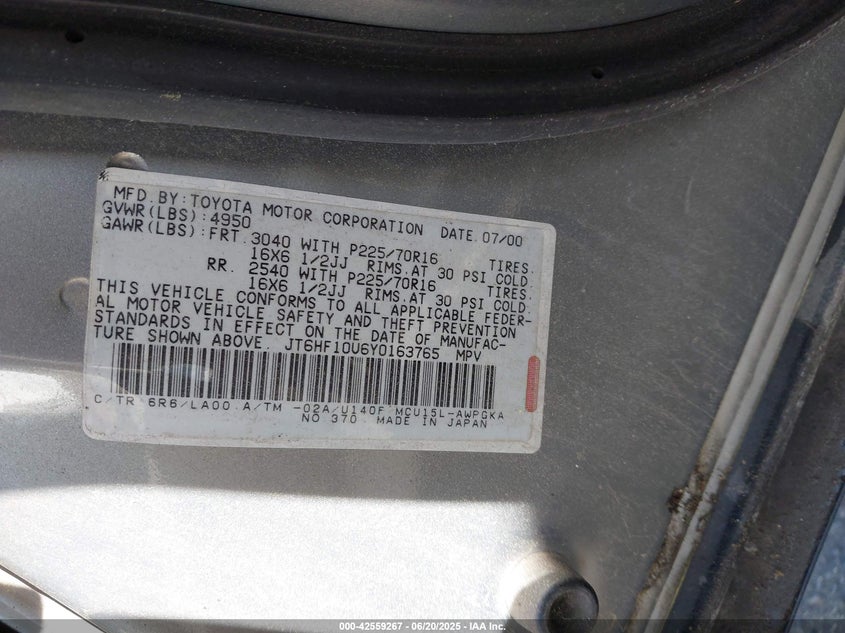 MFD.BY:TOYOTA MOTOR CORPORATION DATE.07/00
GVWR(LBS):4950
GAWR(LBS):FRT.3040 WITH P225/70R16 TIRES.
16X6 1/2JJ RIMS.AT 30 PSI COLD.
RR. 2540 WITH P225/70R16 TIRES.
16X6 1/2JJ RIMS.AT 30 PSI COLD.
THIS VEHICLE CONFORMS TO ALL APPLICABLE FEDER-
AL MOTOR VEHICLE SAFETY AND THEFT PREVENTION
STANDARDS IN EFFECT ON THE DATE OF MANUFAC-
TURE SHOWN ABOVE. JT6HF10U6Y0163765 MPV
C/TR 6R6/LA00 A/TM -02A/U140F MCU15L-AWPGKA
NO 370 MADE IN JAPAN
000-42559267 - 06/20/2025 - IAA Inc.